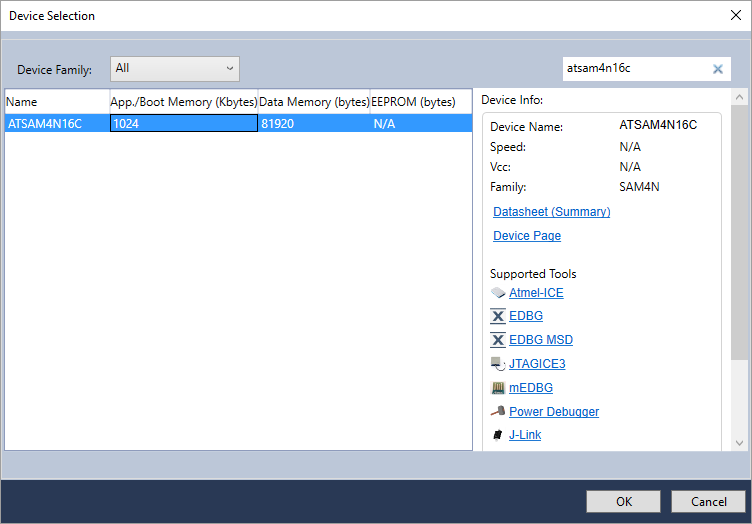 Device Selection
Device Family: All atsam4n16c
Name App./Boot Memory (Kbytes) Data Memory (bytes) EEPROM (bytes)
ATSAM4N16C 1024 81920 N/A
Device Info:
Device Name: ATSAM4N16C
Speed: N/A
Vcc: N/A
Family: SAM4N
Datasheet (Summary)
Device Page
Supported Tools
Atmel-ICE
EDBG
EDBG MSD
JTAGICE3
mEDBG
Power Debugger
J-Link
OK Cancel